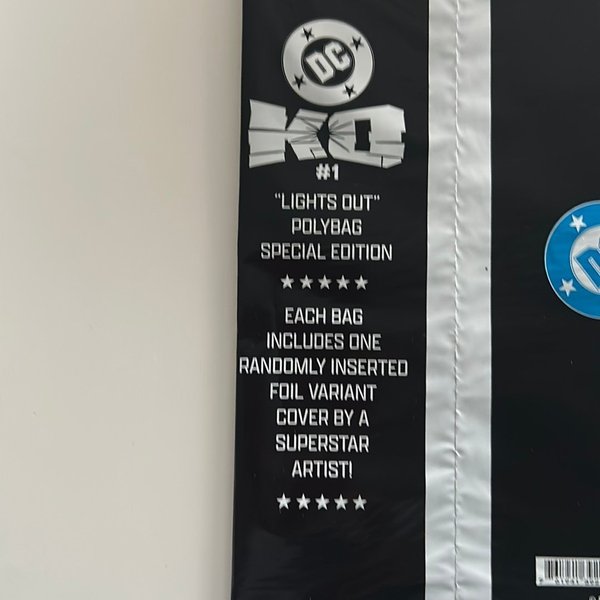 DC
KO
#1
"LIGHTS OUT"
POLYBAG
SPECIAL EDITION
EACH BAG
INCLUDES ONE
RANDOMLY INSERTED
FOIL VARIANT
COVER BY A
SUPERSTAR
ARTIST!